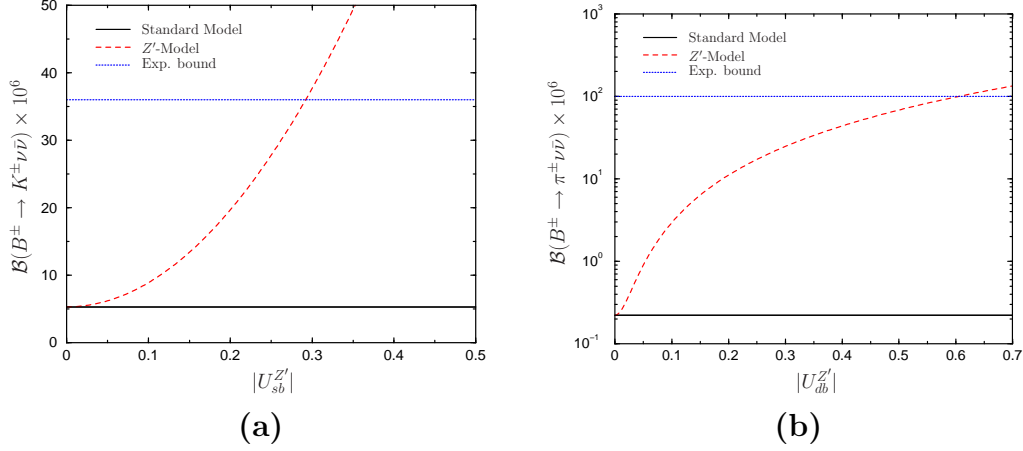 50
40
30
20
10
0
0 0.1 0.2 0.3 0.4 0.5
Standard Model
Z′-Model
Exp. bound
B(B± → K±νν̄) × 10⁶
|U_{sb}^{Z′}|
(a)
10³
10²
10¹
10⁰
10⁻¹
0 0.1 0.2 0.3 0.4 0.5 0.6 0.7
Standard Model
Z′-Model
Exp. bound
B(B± → π±νν̄) × 10⁶
|U_{db}^{Z′}|
(b)